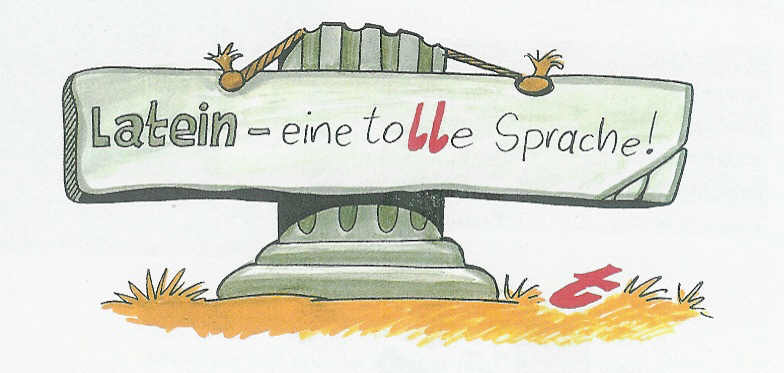 Latein – eine tolle Sprache!
t